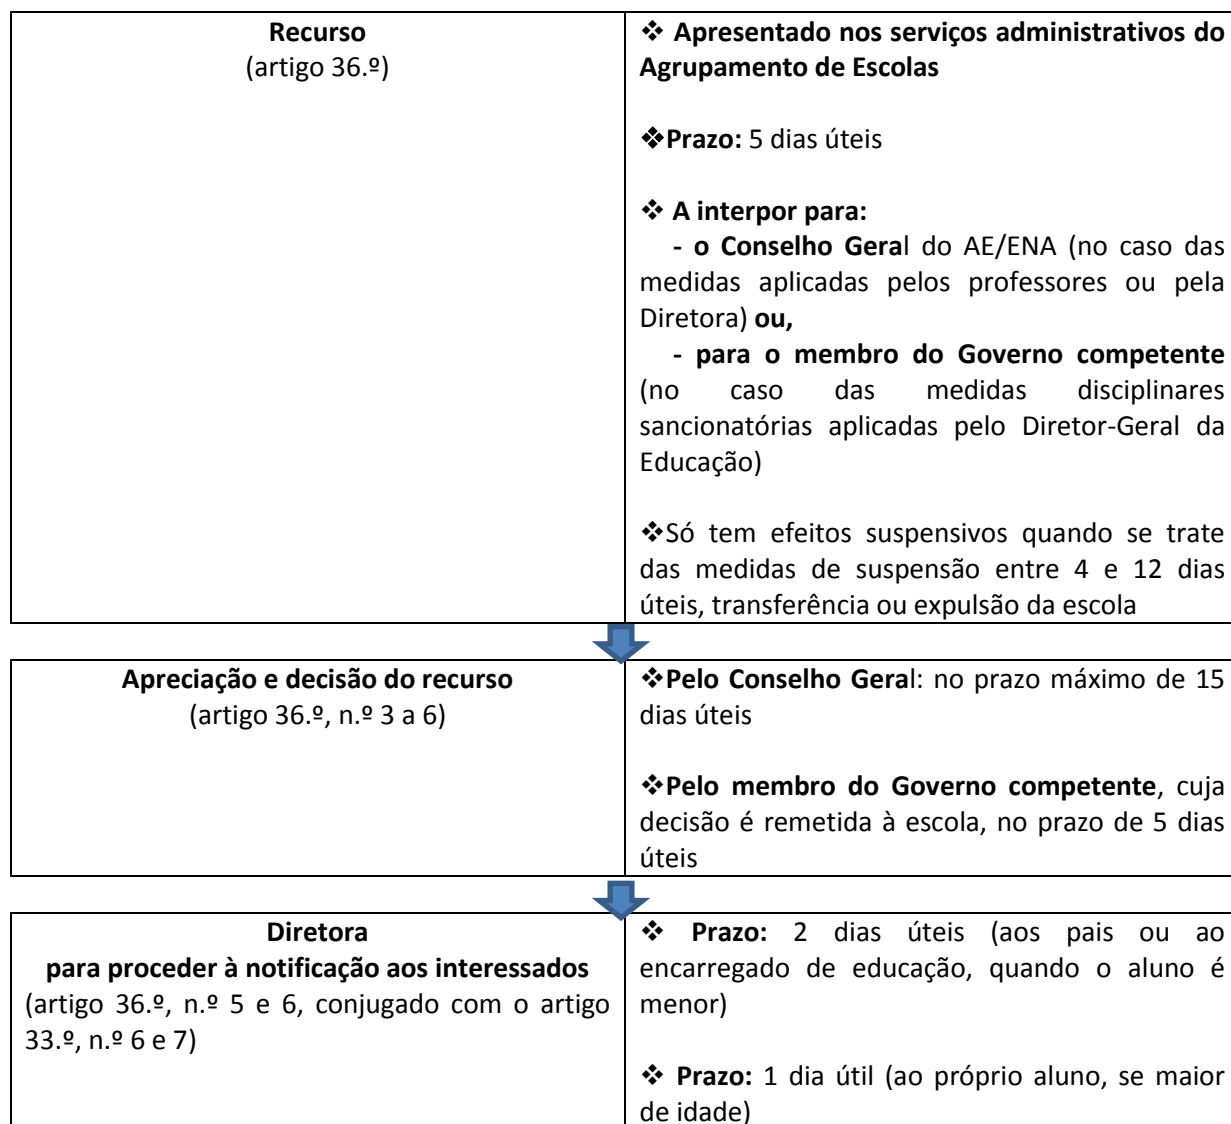 Recurso
(artigo 36.º)
❖ Apresentado nos serviços administrativos do
Agrupamento de Escolas
❖Prazo: 5 dias úteis
❖ A interpor para:
- o Conselho Geral do AE/ENA (no caso das
medidas aplicadas pelos professores ou pela
Diretora) ou,
- para o membro do Governo competente
(no caso das medidas disciplinares
sancionatórias aplicadas pelo Diretor-Geral da
Educação)
❖Só tem efeitos suspensivos quando se trate
das medidas de suspensão entre 4 e 12 dias
úteis, transferência ou expulsão da escola
Apreciação e decisão do recurso
(artigo 36.º, n.º 3 a 6)
❖Pelo Conselho Geral: no prazo máximo de 15
dias úteis
❖Pelo membro do Governo competente, cuja
decisão é remetida à escola, no prazo de 5 dias
úteis
Diretora
para proceder à notificação aos interessados
(artigo 36.º, n.º 5 e 6, conjugado com o artigo
33.º, n.º 6 e 7)
❖ Prazo: 2 dias úteis (aos pais ou ao
encarregado de educação, quando o aluno é
menor)
❖ Prazo: 1 dia útil (ao próprio aluno, se maior
de idade)